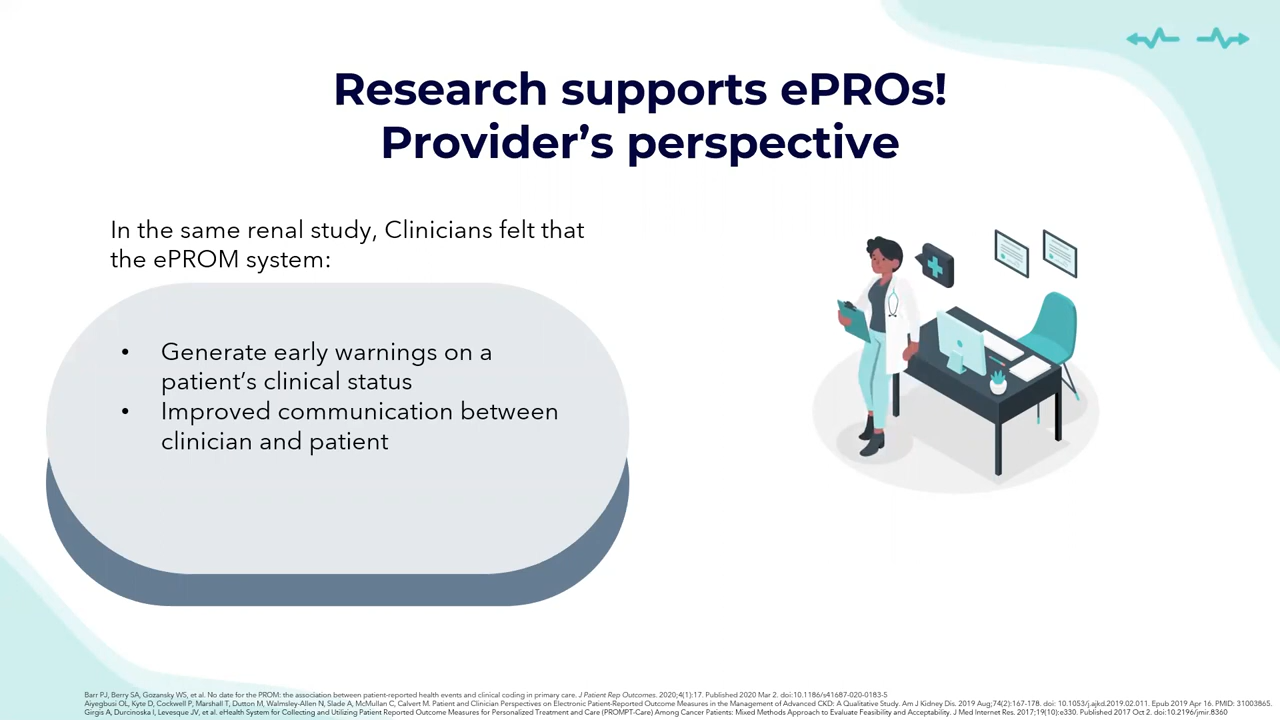 Research supports ePROs!
Provider’s perspective
In the same renal study, Clinicians felt that
the ePROM system:
• Generate early warnings on a
patient’s clinical status
• Improved communication between
clinician and patient
Barr PJ, Berry SA, Gozansky WS, et al. No date for the PROM: the association between patient-reported health events and clinical coding in primary care. J Patient Rep Outcomes. 2020;4(1):17. Published 2020 Mar 2. doi:10.1186/s41687-020-0183-5
Aiyegbusi OL, Kyte D, Cockwell P, Marshall T, Dutton M, Walmsley-Allen N, Slade A, McMullan C, Calvert M. Patient and Clinician Perspectives on Electronic Patient-Reported Outcome Measures in the Management of Advanced CKD: A Qualitative Study. Am J Kidney Dis. 2019 Aug;74(2):167-178. doi: 10.1053/j.ajkd.2019.02.011. Epub 2019 Apr 16. PMID: 31003865.
Girgis A, Durcinoska I, Levesque JV, et al. eHealth System for Collecting and Utilizing Patient Reported Outcome Measures for Personalized Treatment and Care (PROMPT-Care) Among Cancer Patients: Mixed Methods Approach to Evaluate Feasibility and Acceptability. J Med Internet Res. 2017;19(10):e330. Published 2017 Oct 2. doi:10.2196/jmir.8360